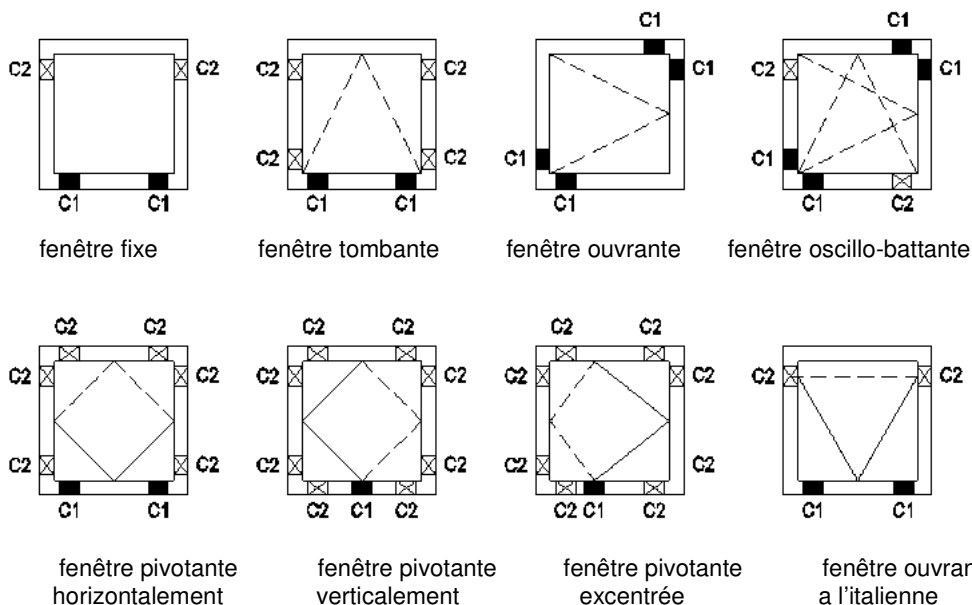 C1 C1
C2 C2 C1 C2 C1
C2 C2 C1 C1
C1 C1 C1 C1 C1 C1 C2
fenêtre fixe fenêtre tombante fenêtre ouvrante fenêtre oscillo-battante
C2 C2 C2 C2 C2 C2
C2 C2 C2 C2 C2 C2 C2 C2
C2 C2 C2 C2 C2 C2
C1 C1 C2 C1 C2 C2 C1 C2 C1 C1
fenêtre pivotante fenêtre pivotante fenêtre pivotante fenêtre ouvran
horizontalement verticalement excentrée a l'italienne